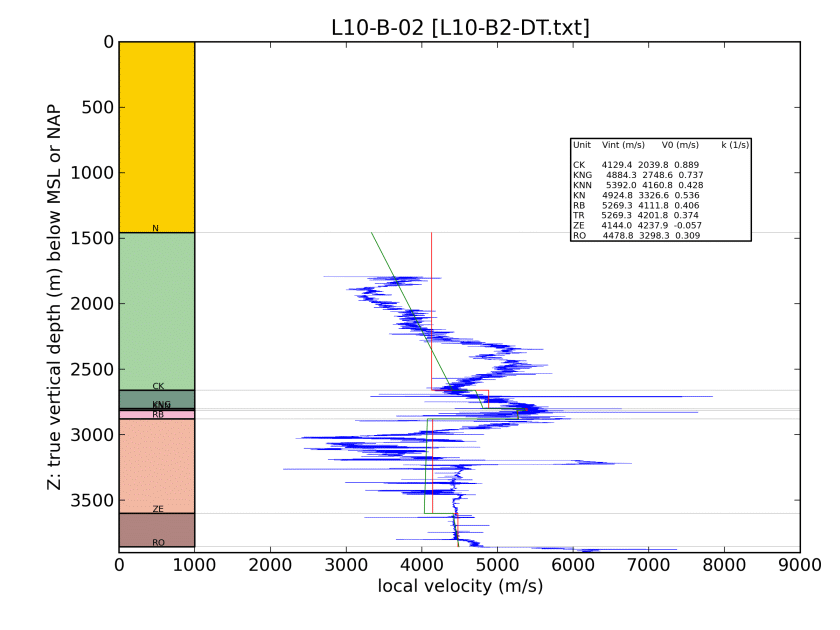 L10-B-02 [L10-B2-DT.txt]
0
500
1000
1500
2000
2500
3000
3500
Z: true vertical depth (m) below MSL or NAP
N
CK
KNG
RB
ZE
RO
Unit Vint (m/s) V0 (m/s) k (1/s)
CK 4129.4 2039.8 0.889
KNG 4884.3 2748.6 0.737
KNN 5392.0 4160.8 0.428
KN 4924.8 3326.6 0.536
RB 5269.3 4111.8 0.406
TR 5269.3 4201.8 0.374
ZE 4144.0 4237.9 -0.057
RO 4478.8 3298.3 0.309
0 1000 2000 3000 4000 5000 6000 7000 8000 9000
local velocity (m/s)